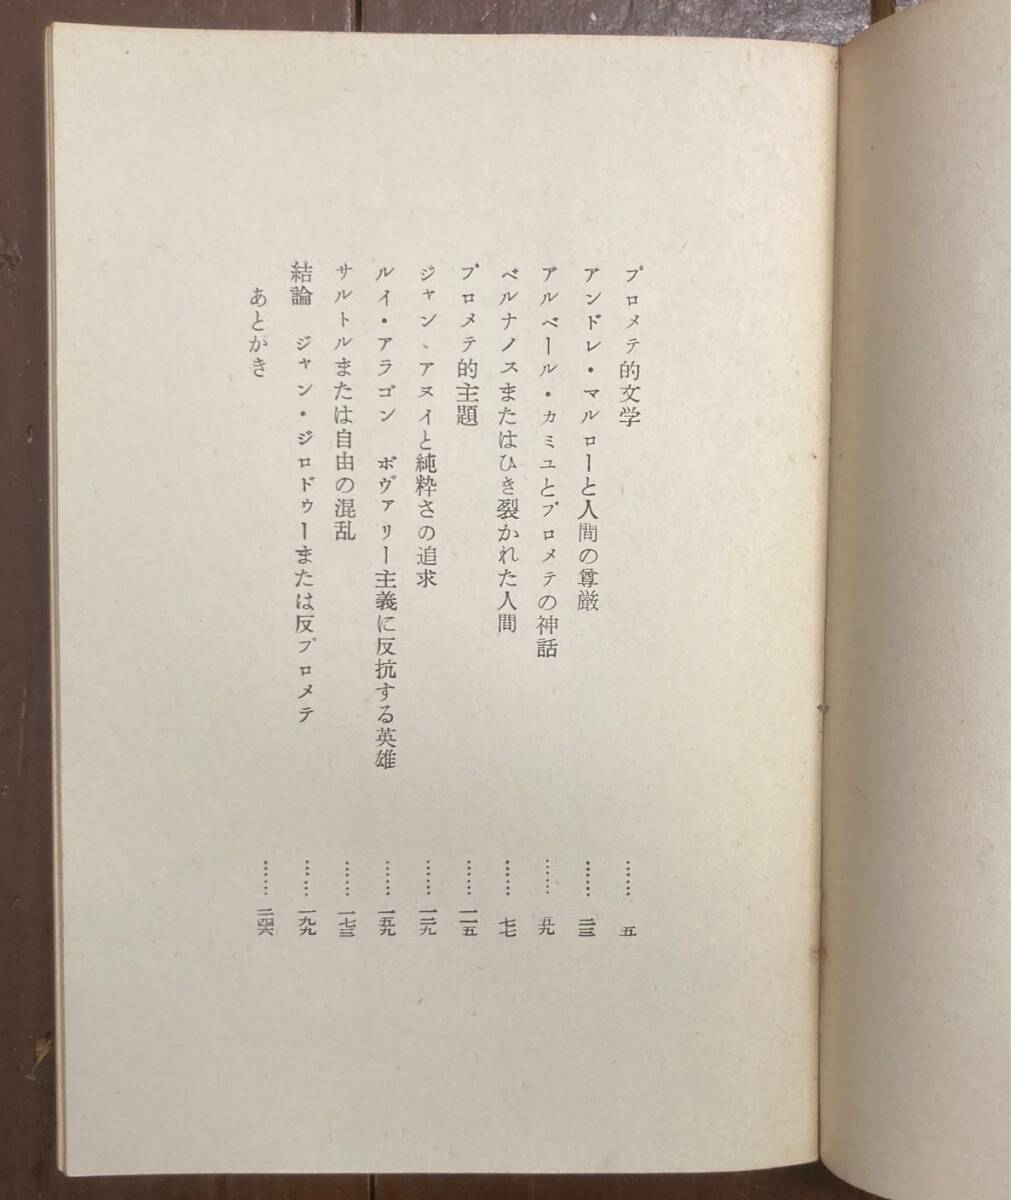 プロメテ的文学……五
アンドレ・マルローと人間の尊厳……二三
アルベール・カミユとプロメテの神話……五九
ベルナノスまたはひき裂かれた人間……七七
プロメテ的主題……一一五
ジャン・アヌイと純粋さの追求……一二九
ルイ・アラゴン　ボヴァリー主義に反抗する英雄……一五九
サルトルまたは自由の混乱……一七三
結論　ジャン・ジロドゥーまたは反プロメテ……一九九
あとがき……二四六